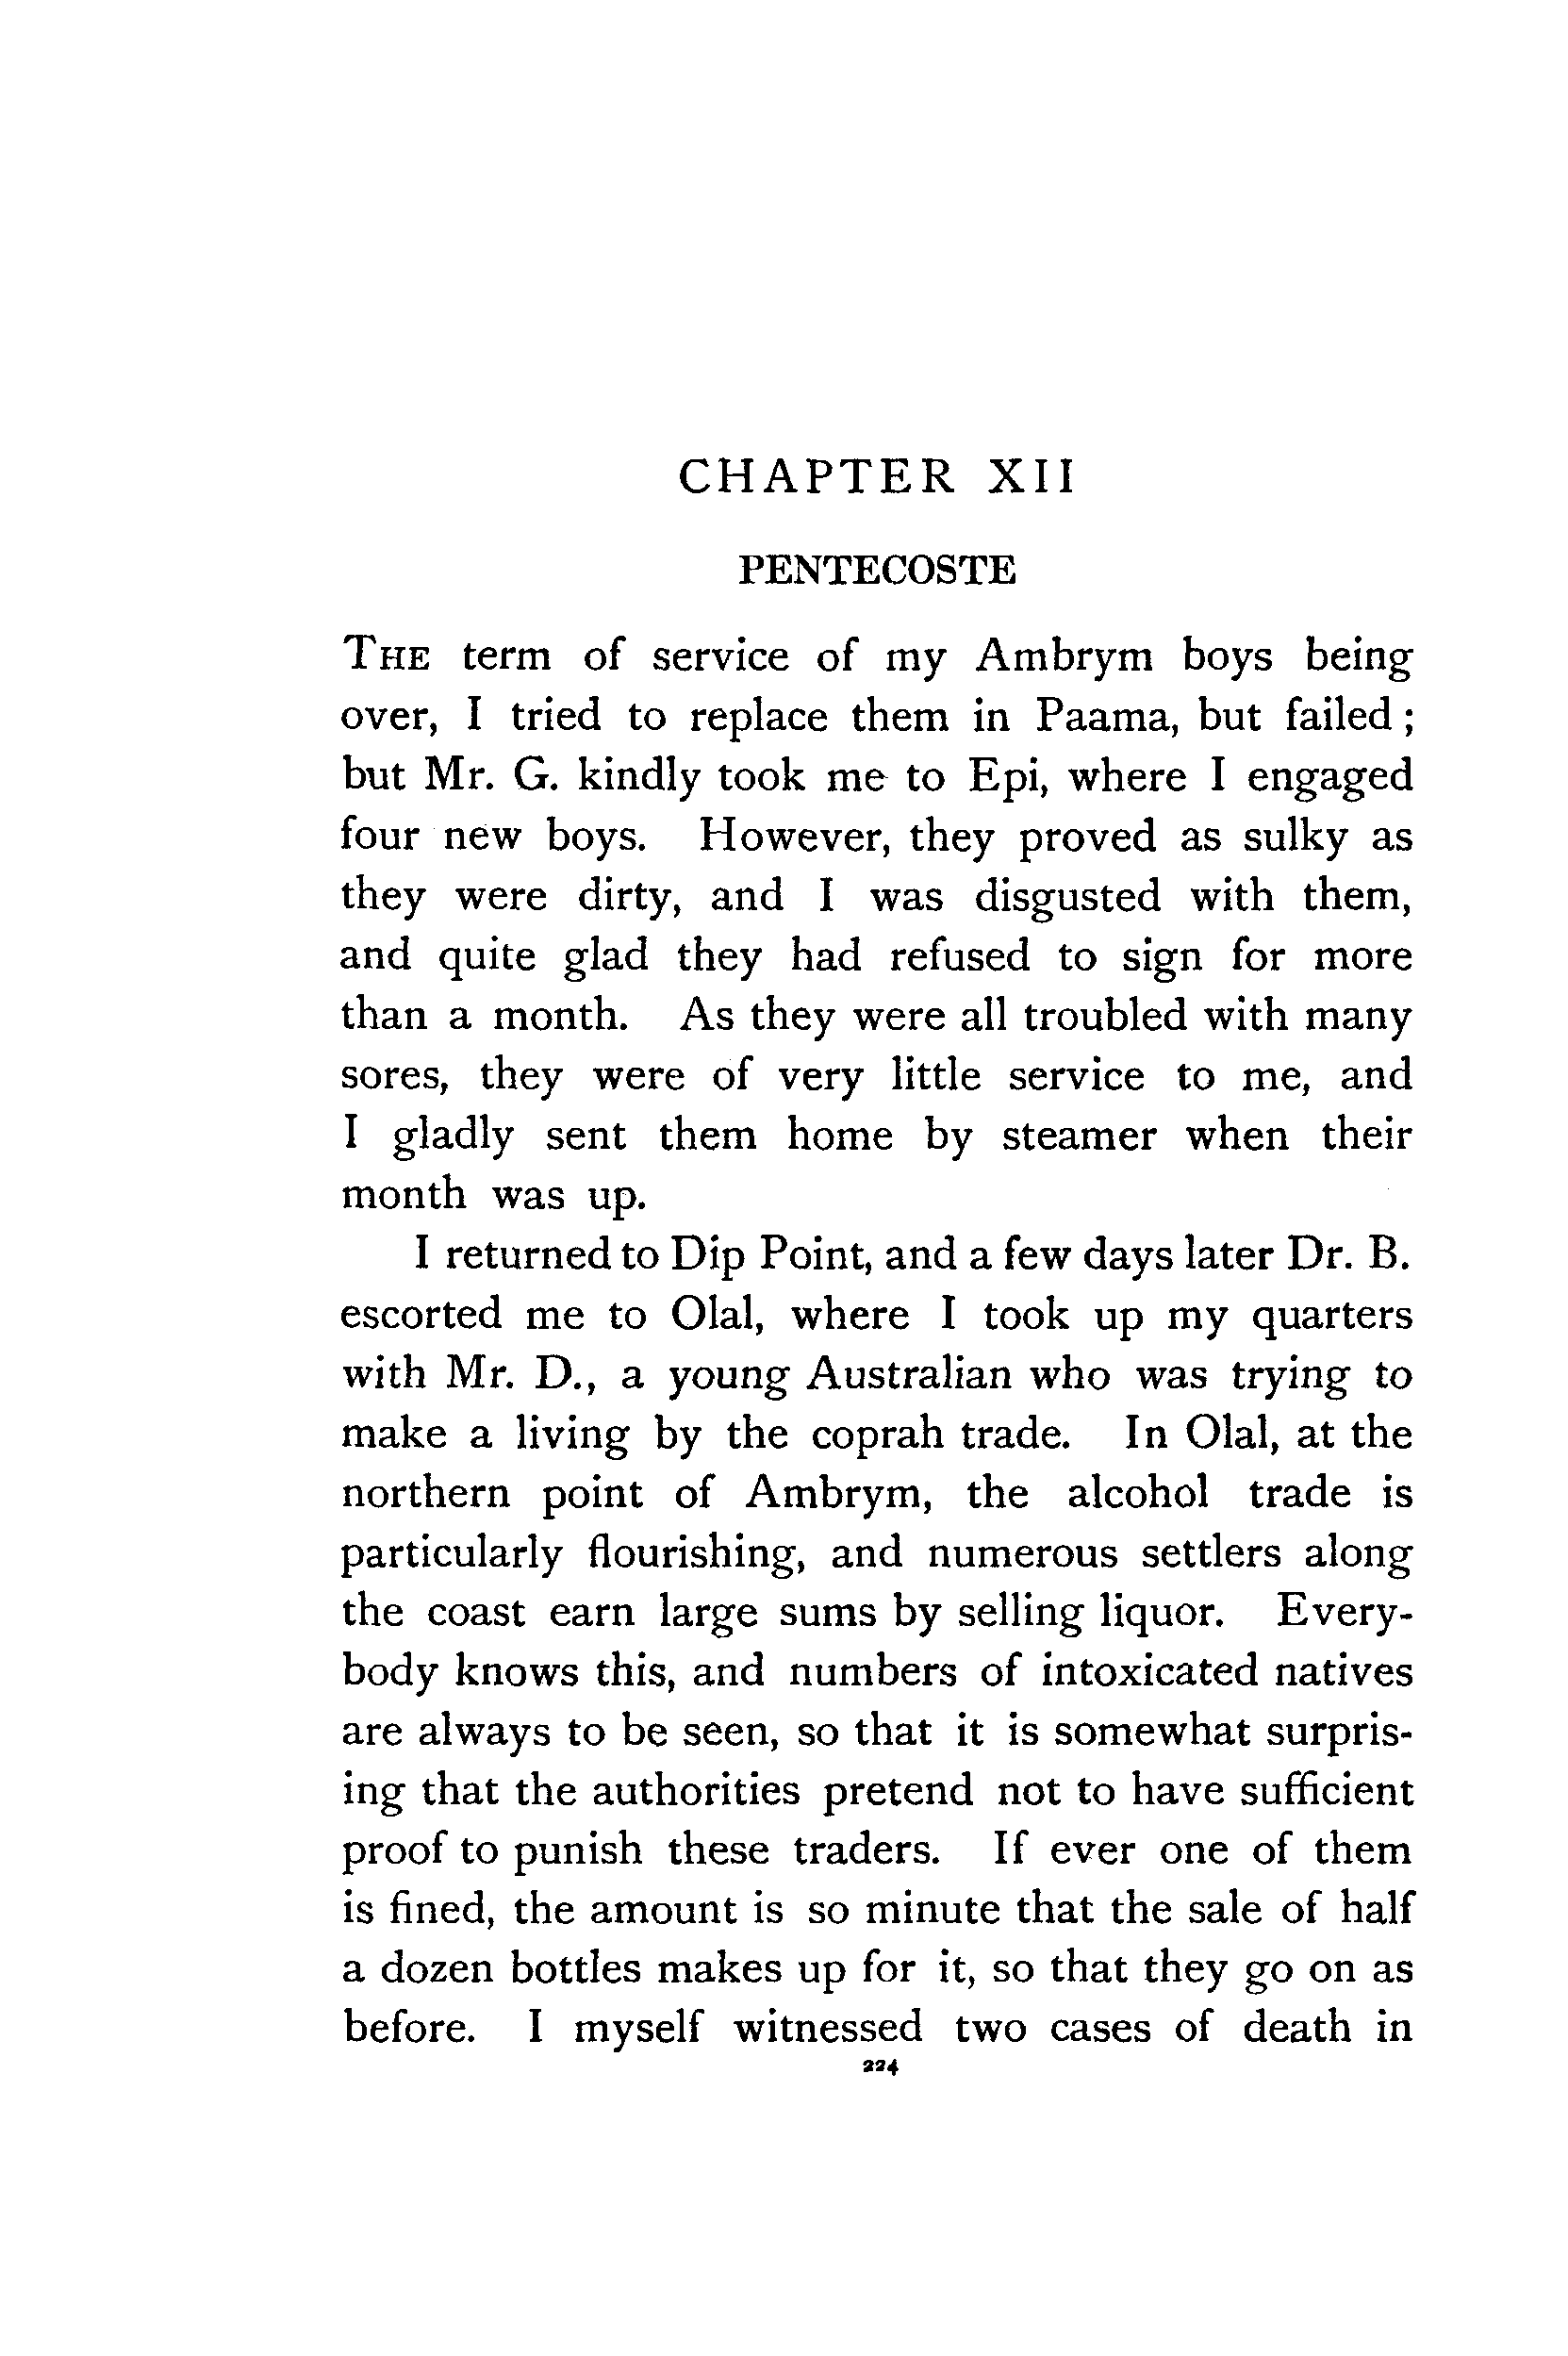 CHAPTER XII
PENTECOSTE
THE term of service of my Ambrym boys being
over, I tried to replace them in Paama, but failed ;
but Mr. G. kindly took me to Epi, where I engaged
four new boys. However, they proved as sulky as
they were dirty, and I was disgusted with them,
and quite glad they had refused to sign for more
than a month. As they were all troubled with many
sores, they were of very little service to me, and
I gladly sent them home by steamer when their
month was up.
I returned to Dip Point, and a few days later Dr. B.
escorted me to Olal, where I took up my quarters
with Mr. D., a young Australian who was trying to
make a living by the coprah trade. In Olal, at the
northern point of Ambrym, the alcohol trade is
particularly flourishing, and numerous settlers along
the coast earn large sums by selling liquor. Every-
body knows this, and numbers of intoxicated natives
are always to be seen, so that it is somewhat surpris-
ing that the authorities pretend not to have sufficient
proof to punish these traders. If ever one of them
is fined, the amount is so minute that the sale of half
a dozen bottles makes up for it, so that they go on as
before. I myself witnessed two cases of death in
224